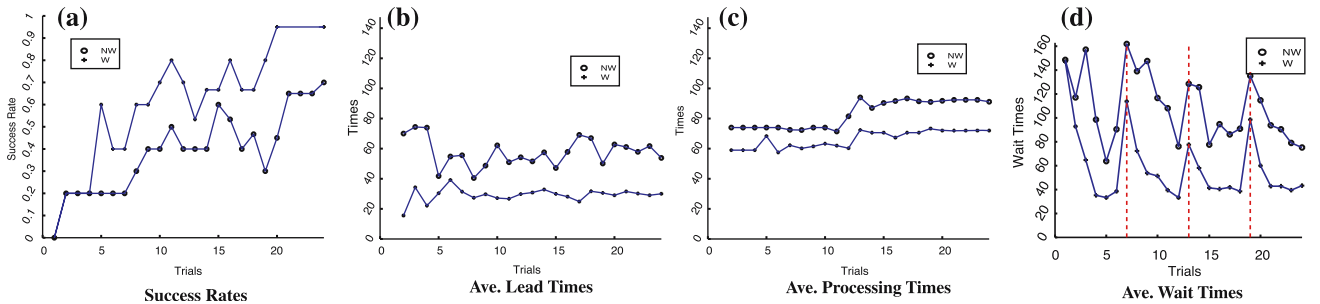 (a)
Success Rate
0 0.1 0.2 0.3 0.4 0.5 0.6 0.7 0.8 0.9 1
NW
W
5 10 15 20
Trials
Success Rates
(b)
Times
0 20 40 60 80 100 120 140
NW
W
0 5 10 15 20
Trials
Ave. Lead Times
(c)
Times
0 20 40 60 80 100 120 140
NW
W
0 5 10 15 20
Trials
Ave. Processing Times
(d)
Wait Times
0 20 40 60 80 100 120 140 160
NW
W
0 5 10 15 20
Trials
Ave. Wait Times